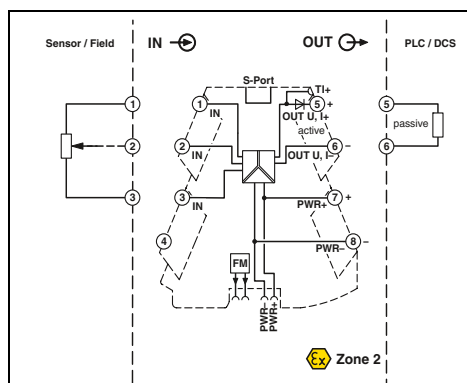 Sensor / Field
IN
OUT
PLC / DCS
S-Port
TI+
1
1
5
+
5
IN
OUT U, I+
active
passive
2
2
6
–
6
IN
OUT U, I–
3
3
7
+
IN
PWR+
4
8
–
PWR–
FM
PWR–
PWR+
Ex Zone 2